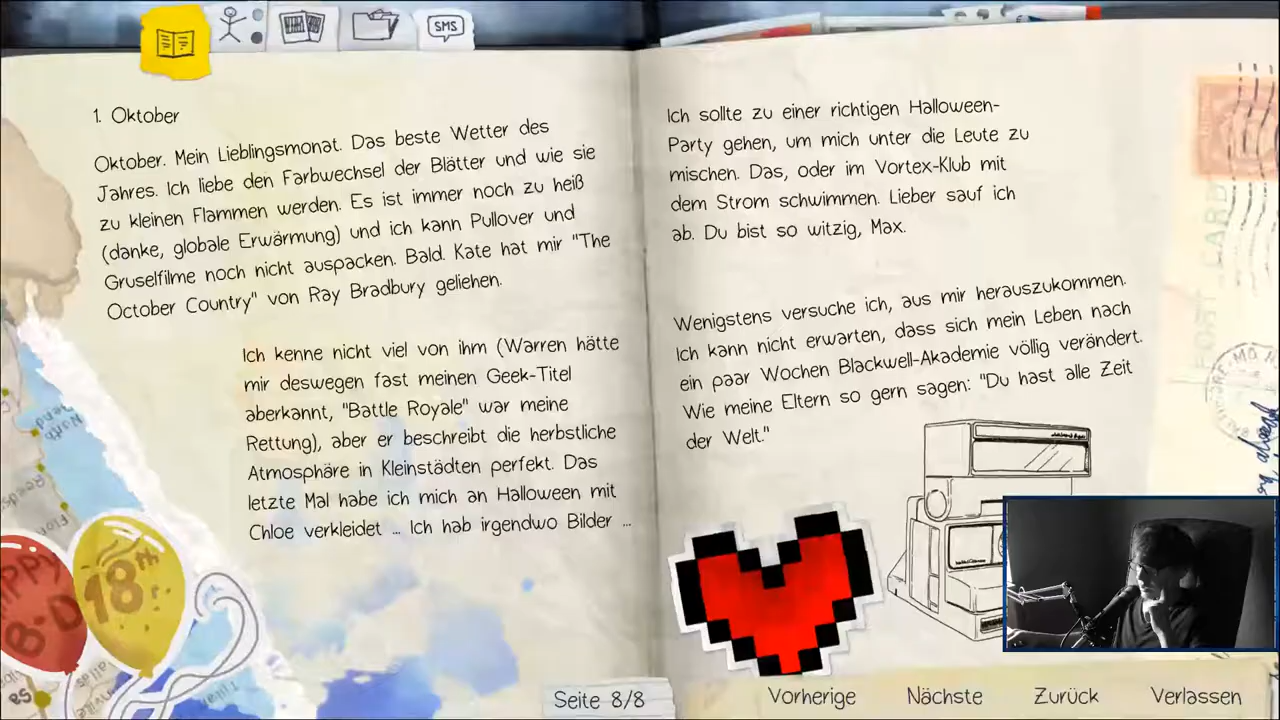 SMS
1. Oktober
Oktober. Mein Lieblingsmonat. Das beste Wetter des
Jahres. Ich liebe den Farbwechsel der Blätter und wie sie
zu kleinen Flammen werden. Es ist immer noch zu heiß
(danke, globale Erwärmung) und ich kann Pullover und
Gruselfilme noch nicht auspacken. Bald. Kate hat mir "The
October Country" von Ray Bradbury geliehen.
Ich kenne nicht viel von ihm (Warren hätte
mir deswegen fast meinen Geek-Titel
aberkannt, "Battle Royale" war meine
Rettung), aber er beschreibt die herbstliche
Atmosphäre in Kleinstädten perfekt. Das
letzte Mal habe ich mich an Halloween mit
Chloe verkleidet ... Ich hab irgendwo Bilder ...
18th
Ich sollte zu einer richtigen Halloween-
Party gehen, um mich unter die Leute zu
mischen. Das, oder im Vortex-Klub mit
dem Strom schwimmen. Lieber sauf ich
ab. Du bist so witzig, Max.
Wenigstens versuche ich, aus mir herauszukommen.
Ich kann nicht erwarten, dass sich mein Leben nach
ein paar Wochen Blackwell-Akademie völlig verändert.
Wie meine Eltern so gern sagen: "Du hast alle Zeit
der Welt."
POST CARD
Seite 8/8
Vorherige
Nächste
Zurück
Verlassen